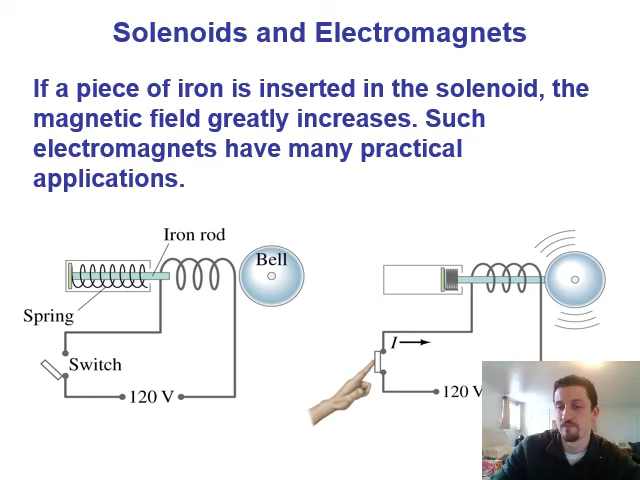 Solenoids and Electromagnets
If a piece of iron is inserted in the solenoid, the
magnetic field greatly increases. Such
electromagnets have many practical
applications.
Iron rod
Bell
Spring
Switch
120 V
I
120 V